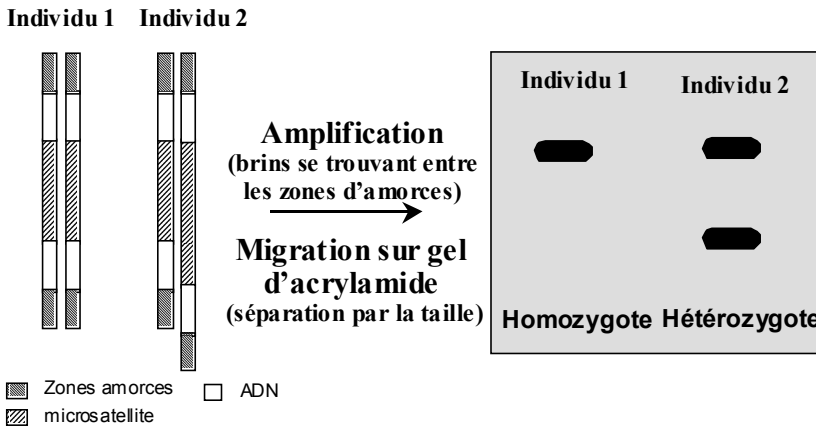 Individu 1 Individu 2
Amplification
(brins se trouvant entre
les zones d'amorces)
Migration sur gel
d'acrylamide
(séparation par la taille)
Individu 1 Individu 2
Homozygote Hétérozygote
Zones amorces ADN
microsatellite